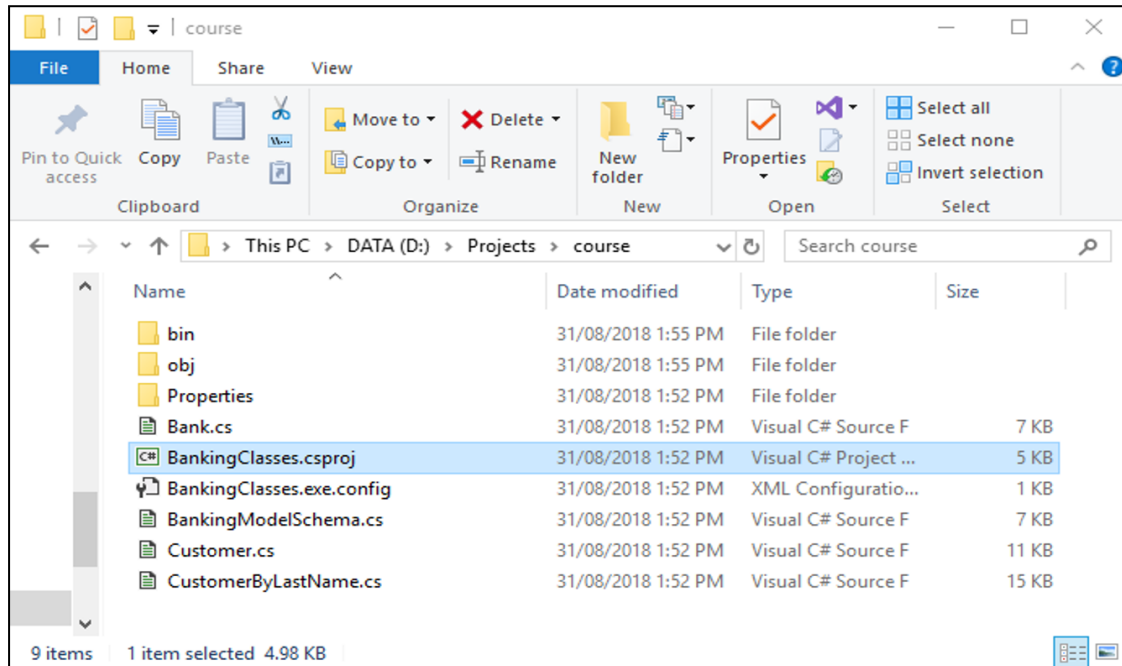 course
File Home Share View
Pin to Quick access
Copy
Paste
Move to
Copy to
Delete
Rename
New folder
Properties
Select all
Select none
Invert selection
Clipboard Organize New Open Select
This PC > DATA (D:) > Projects > course
Search course
Name Date modified Type Size
bin 31/08/2018 1:55 PM File folder
obj 31/08/2018 1:55 PM File folder
Properties 31/08/2018 1:52 PM File folder
Bank.cs 31/08/2018 1:52 PM Visual C# Source F 7 KB
C# BankingClasses.csproj 31/08/2018 1:52 PM Visual C# Project ... 5 KB
BankingClasses.exe.config 31/08/2018 1:52 PM XML Configuratio... 1 KB
BankingModelSchema.cs 31/08/2018 1:52 PM Visual C# Source F 7 KB
Customer.cs 31/08/2018 1:52 PM Visual C# Source F 11 KB
CustomerByLastName.cs 31/08/2018 1:52 PM Visual C# Source F 15 KB
9 items 1 item selected 4.98 KB